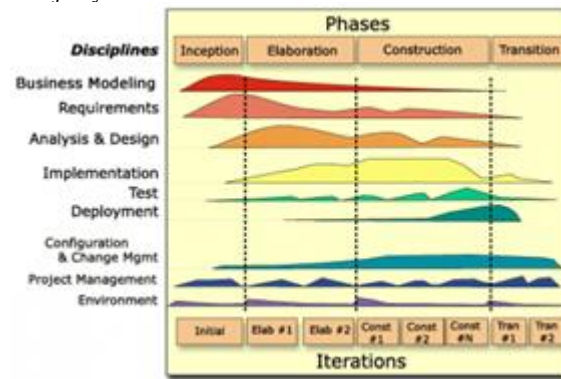 Phases
Disciplines
Inception Elaboration Construction Transition
Business Modeling
Requirements
Analysis & Design
Implementation
Test
Deployment
Configuration
& Change Mgmt
Project Management
Environment
Initial Elab #1 Elab #2 Const #1 Const #2 Const #N Tran #1 Tran #2
Iterations